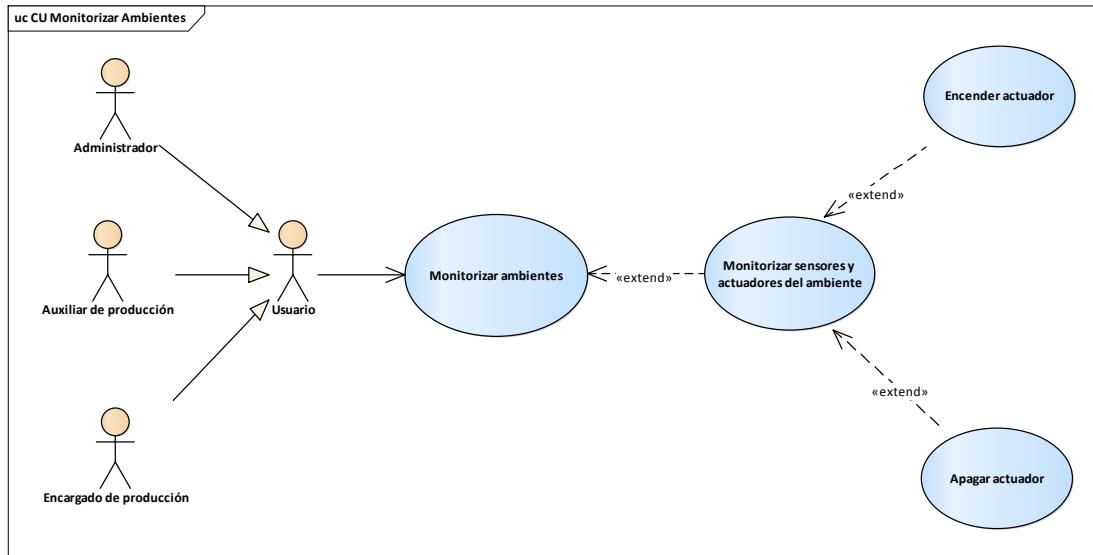 uc CU Monitorizar Ambientes
Administrador
Auxiliar de producción
Encargado de producción
Usuario
Monitorizar ambientes
«extend»
Monitorizar sensores y
actuadores del ambiente
«extend»
Encender actuador
«extend»
Apagar actuador